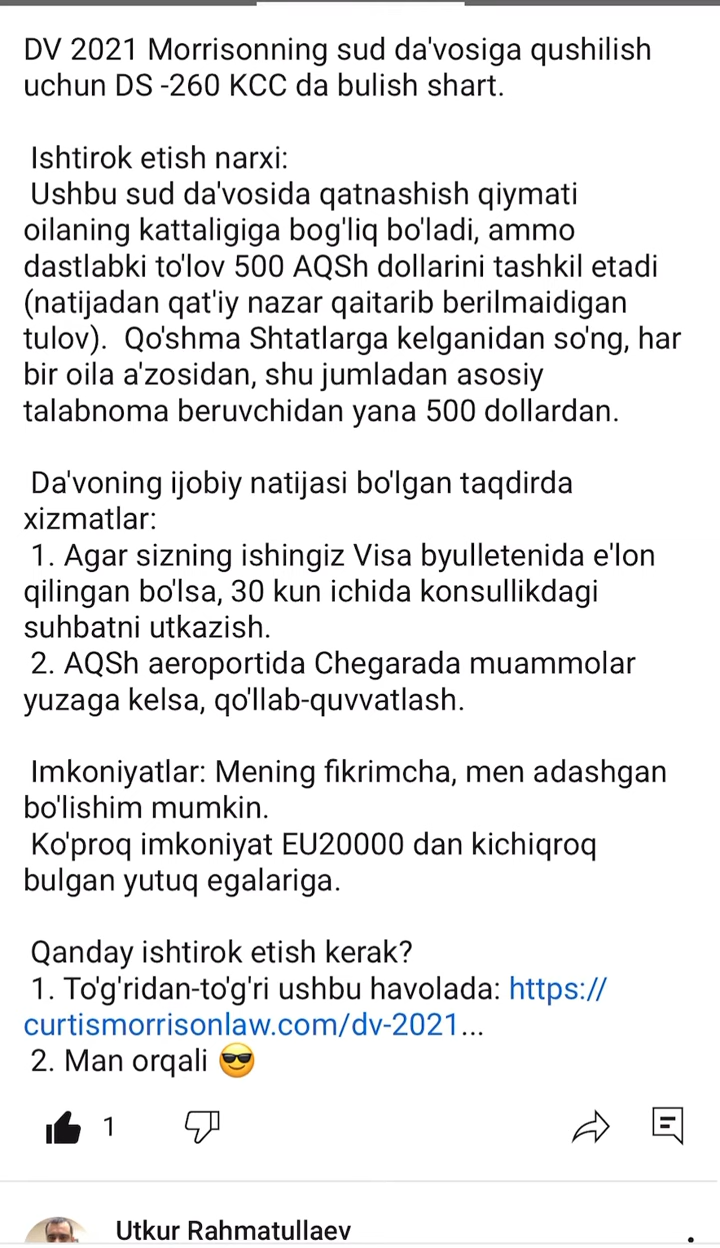 DV 2021 Morrisonning sud da'vosiga qushilish
uchun DS -260 KCC da bulish shart.
Ishtirok etish narxi:
Ushbu sud da'vosida qatnashish qiymati
oilaning kattaligiga bog'liq bo'ladi, ammo
dastlabki to'lov 500 AQSh dollarini tashkil etadi
(natijadan qat'iy nazar qaitarib berilmaidigan
tulov).  Qo'shma Shtatlarga kelganidan so'ng, har
bir oila a'zosidan, shu jumladan asosiy
talabnoma beruvchidan yana 500 dollardan.
Da'voning ijobiy natijasi bo'lgan taqdirda
xizmatlar:
1. Agar sizning ishingiz Visa byulletenida e'lon
qilingan bo'lsa, 30 kun ichida konsullikdagi
suhbatni utkazish.
2. AQSh aeroportida Chegarada muammolar
yuzaga kelsa, qo'llab-quvvatlash.
Imkoniyatlar: Mening fikrimcha, men adashgan
bo'lishim mumkin.
Ko'proq imkoniyat EU20000 dan kichiqroq
bulgan yutuq egalariga.
Qanday ishtirok etish kerak?
1. To'g'ridan-to'g'ri ushbu havolada: https://
curtismorrisonlaw.com/dv-2021...
2. Man orqali 😎
1
Utkur Rahmatullaev